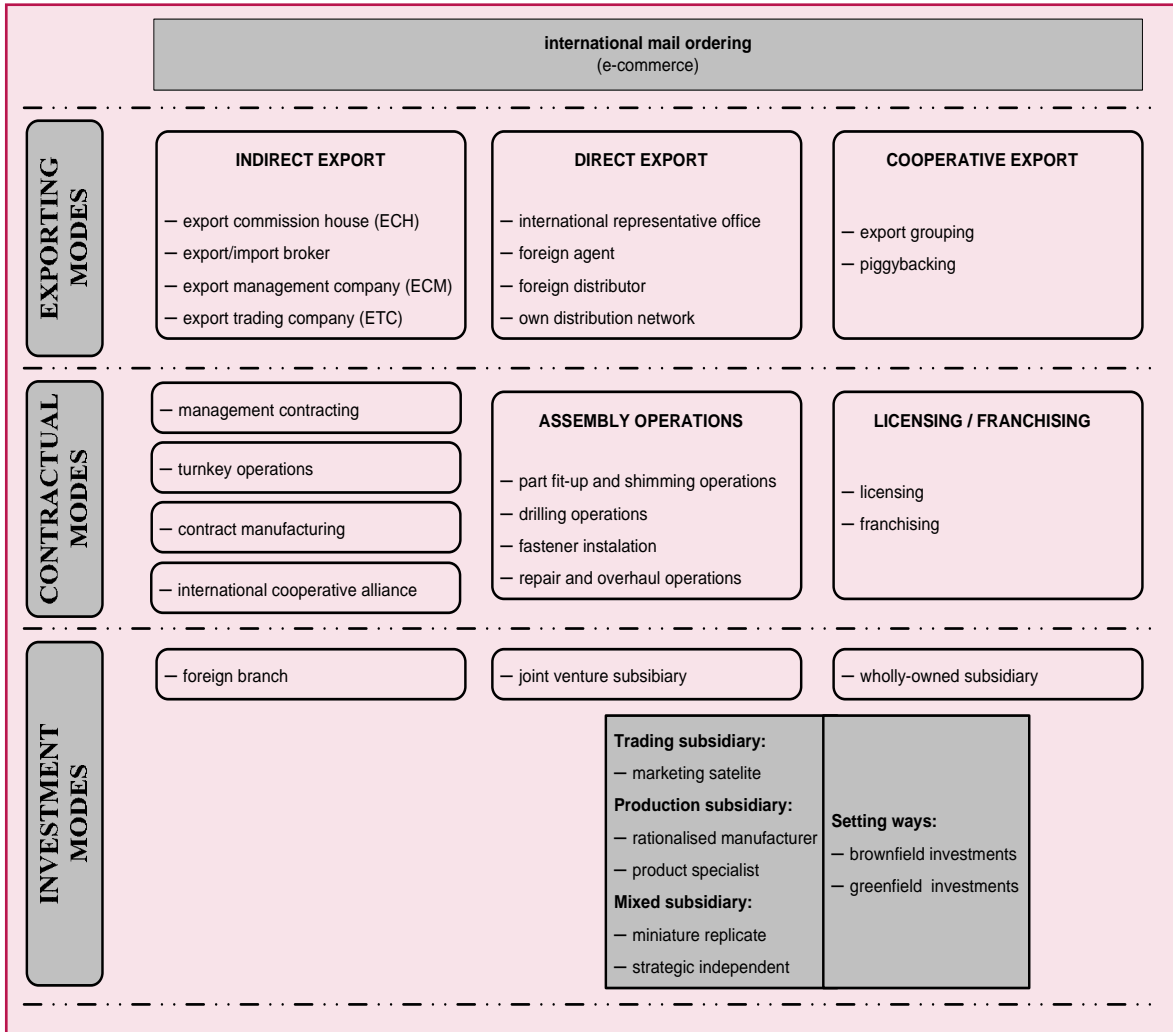 international mail ordering
(e-commerce)
EXPORTING
MODES
INDIRECT EXPORT
– export commission house (ECH)
– export/import broker
– export management company (ECM)
– export trading company (ETC)
DIRECT EXPORT
– international representative office
– foreign agent
– foreign distributor
– own distribution network
COOPERATIVE EXPORT
– export grouping
– piggybacking
CONTRACTUAL
MODES
– management contracting
– turnkey operations
– contract manufacturing
– international cooperative alliance
ASSEMBLY OPERATIONS
– part fit-up and shimming operations
– drilling operations
– fastener instalation
– repair and overhaul operations
LICENSING / FRANCHISING
– licensing
– franchising
INVESTMENT
MODES
– foreign branch
– joint venture subsibiary
– wholly-owned subsidiary
Trading subsidiary:
– marketing satelite
Production subsidiary:
– rationalised manufacturer
– product specialist
Mixed subsidiary:
– miniature replicate
– strategic independent
Setting ways:
– brownfield investments
– greenfield investments